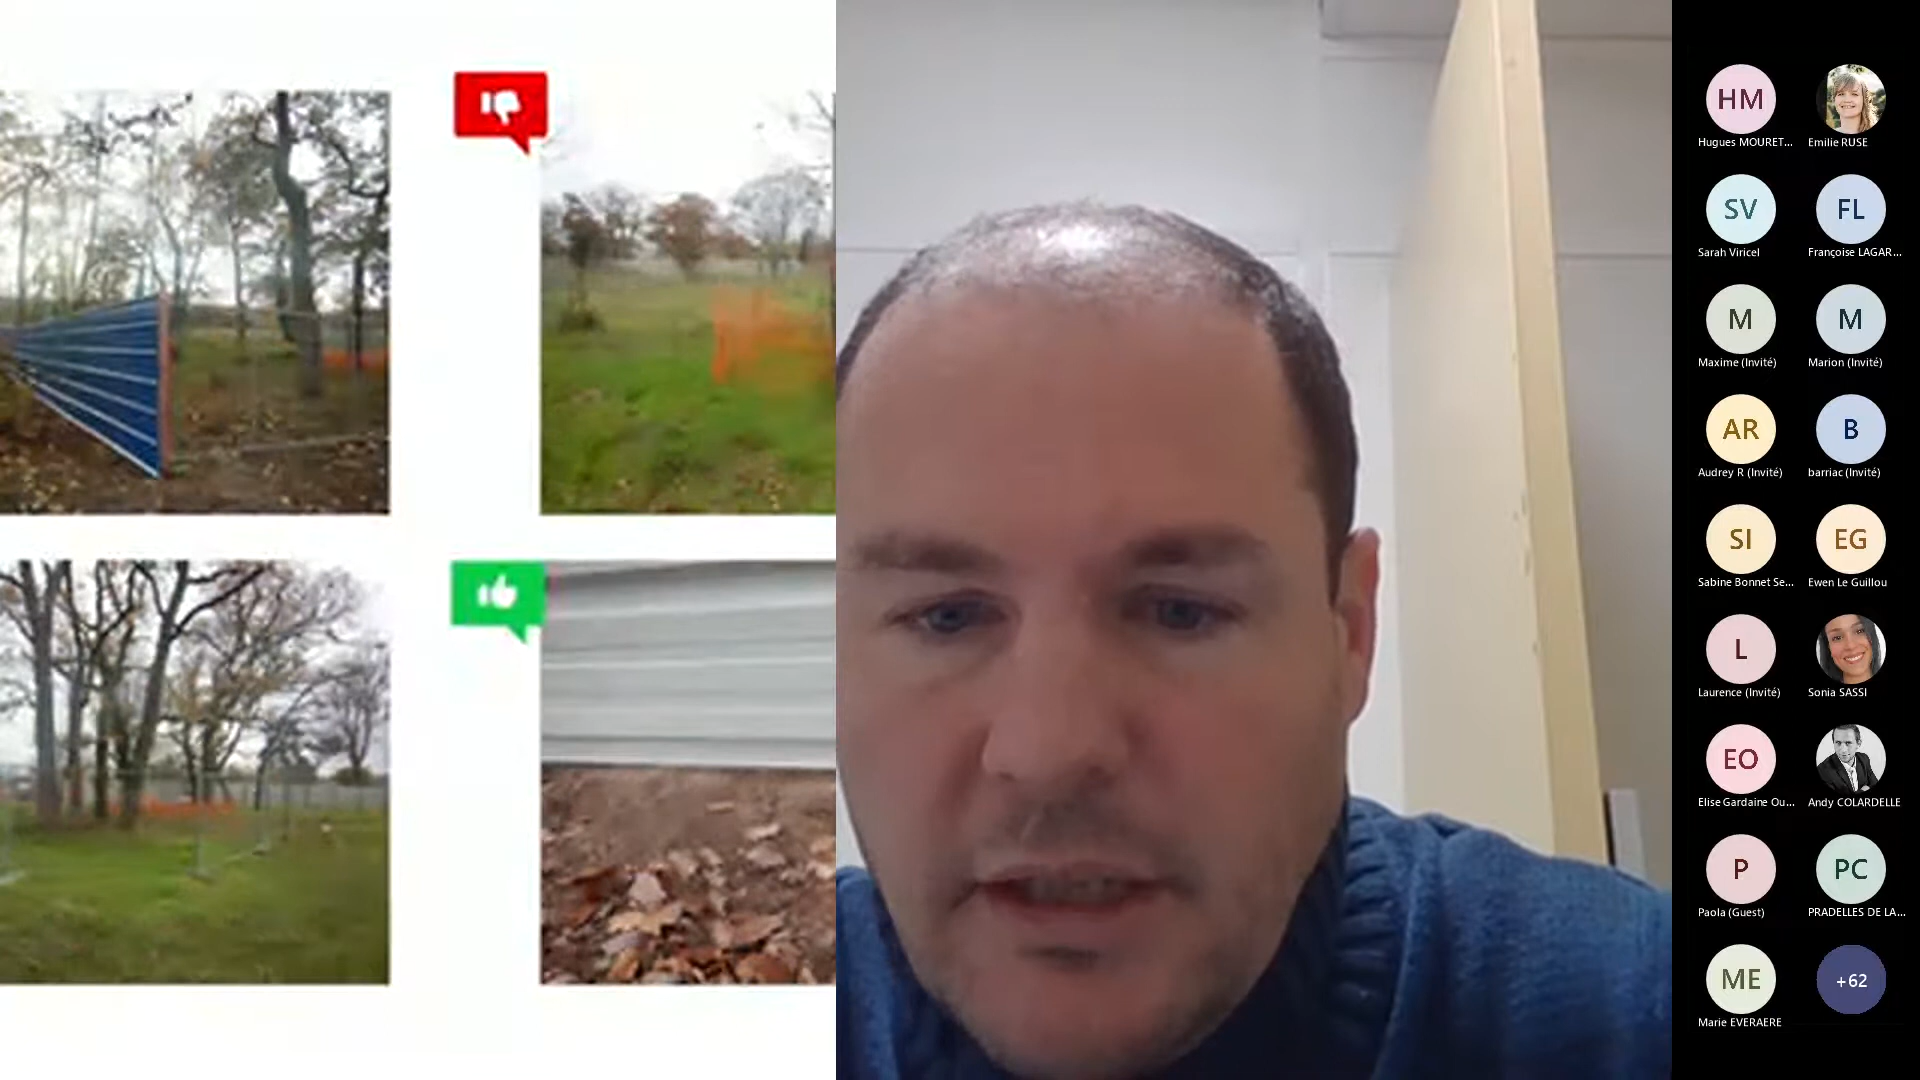 HM
Hugues MOURET...
Emilie RUSE
SV
Sarah Viricel
FL
Françoise LAGAR...
M
Maxime (Invité)
M
Marion (Invité)
AR
Audrey R (Invité)
B
barriac (Invité)
SI
Sabine Bonnet Se...
EG
Ewen Le Guillou
L
Laurence (Invité)
Sonia SASSI
EO
Elise Gardaine Ou...
Andy COLARDELLE
P
Paola (Guest)
PC
PRADELLES DE LA...
ME
Marie EVERAERE
+62